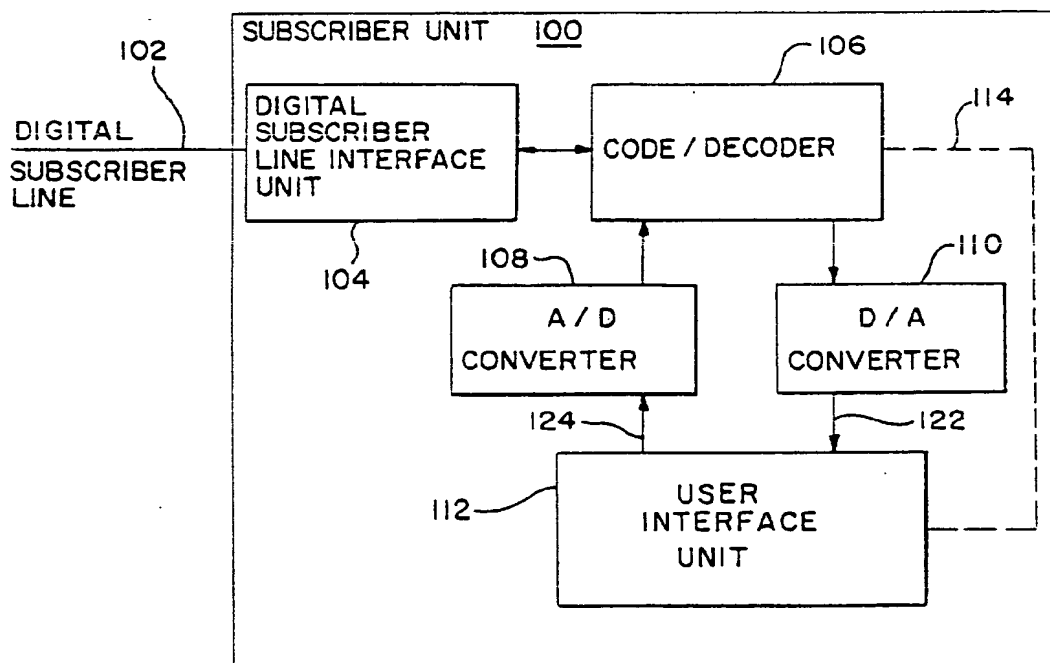 SUBSCRIBER UNIT 100
102
106
114
DIGITAL
SUBSCRIBER
LINE
DIGITAL
SUBSCRIBER
LINE INTERFACE
UNIT
CODE / DECODER
104
108
110
A / D
CONVERTER
D / A
CONVERTER
124
122
112
USER
INTERFACE
UNIT